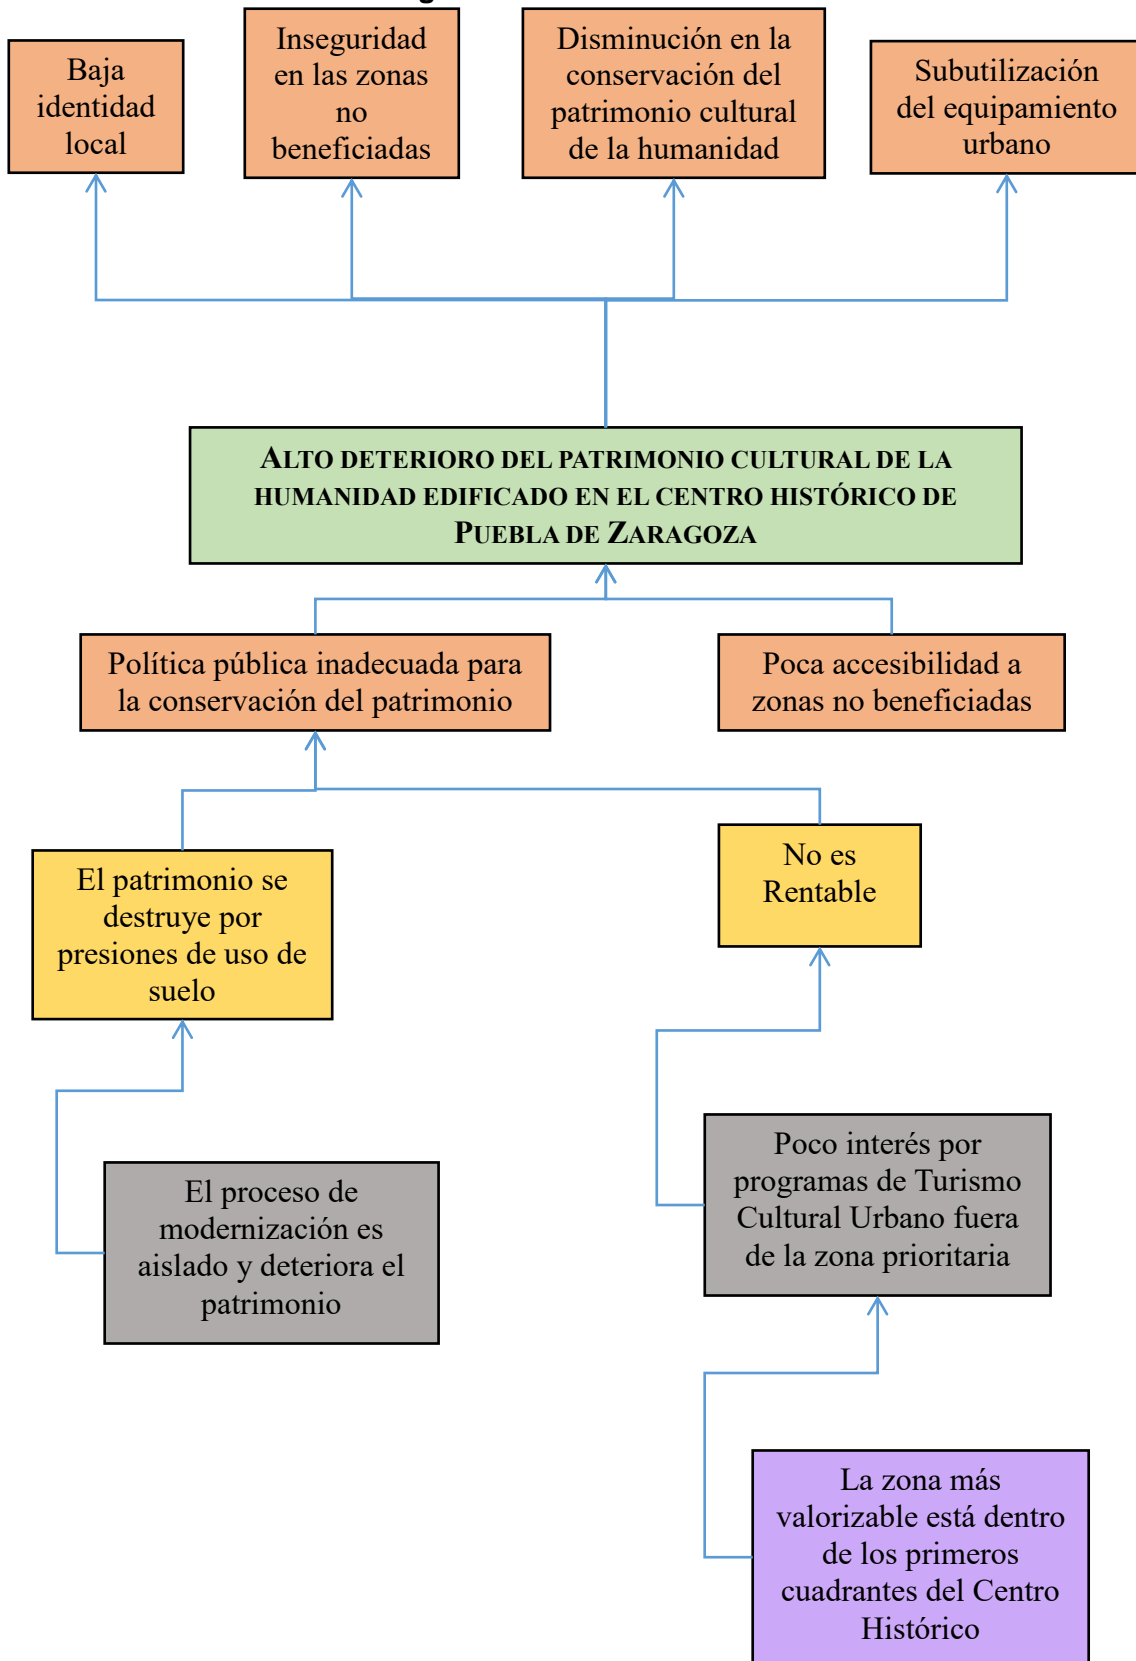 Baja
identidad
local
Inseguridad
en las zonas
no
beneficiadas
Disminución en la
conservación del
patrimonio cultural
de la humanidad
Subutilización
del equipamiento
urbano
ALTO DETERIORO DEL PATRIMONIO CULTURAL DE LA
HUMANIDAD EDIFICADO EN EL CENTRO HISTÓRICO DE
PUEBLA DE ZARAGOZA
Política pública inadecuada para
la conservación del patrimonio
Poca accesibilidad a
zonas no beneficiadas
El patrimonio se
destruye por
presiones de uso de
suelo
No es
Rentable
El proceso de
modernización es
aislado y deteriora el
patrimonio
Poco interés por
programas de Turismo
Cultural Urbano fuera
de la zona prioritaria
La zona más
valorizable está dentro
de los primeros
cuadrantes del Centro
Histórico